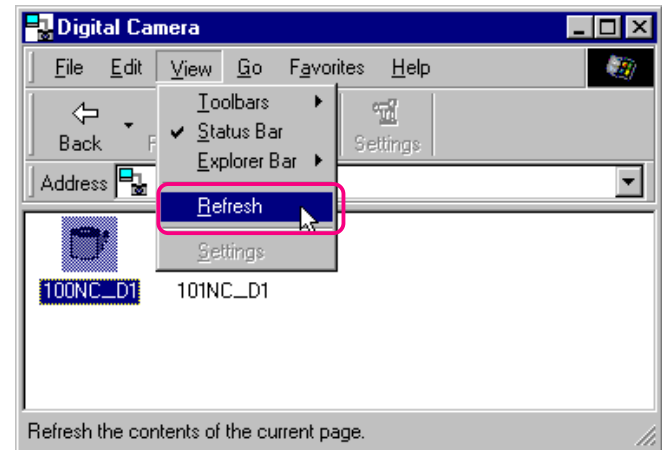 Digital Camera
File Edit View Go Favorites Help
Back
Settings
Address
Toolbars
Status Bar
Explorer Bar
Refresh
Settings
100NC_D1 101NC_D1
Refresh the contents of the current page.